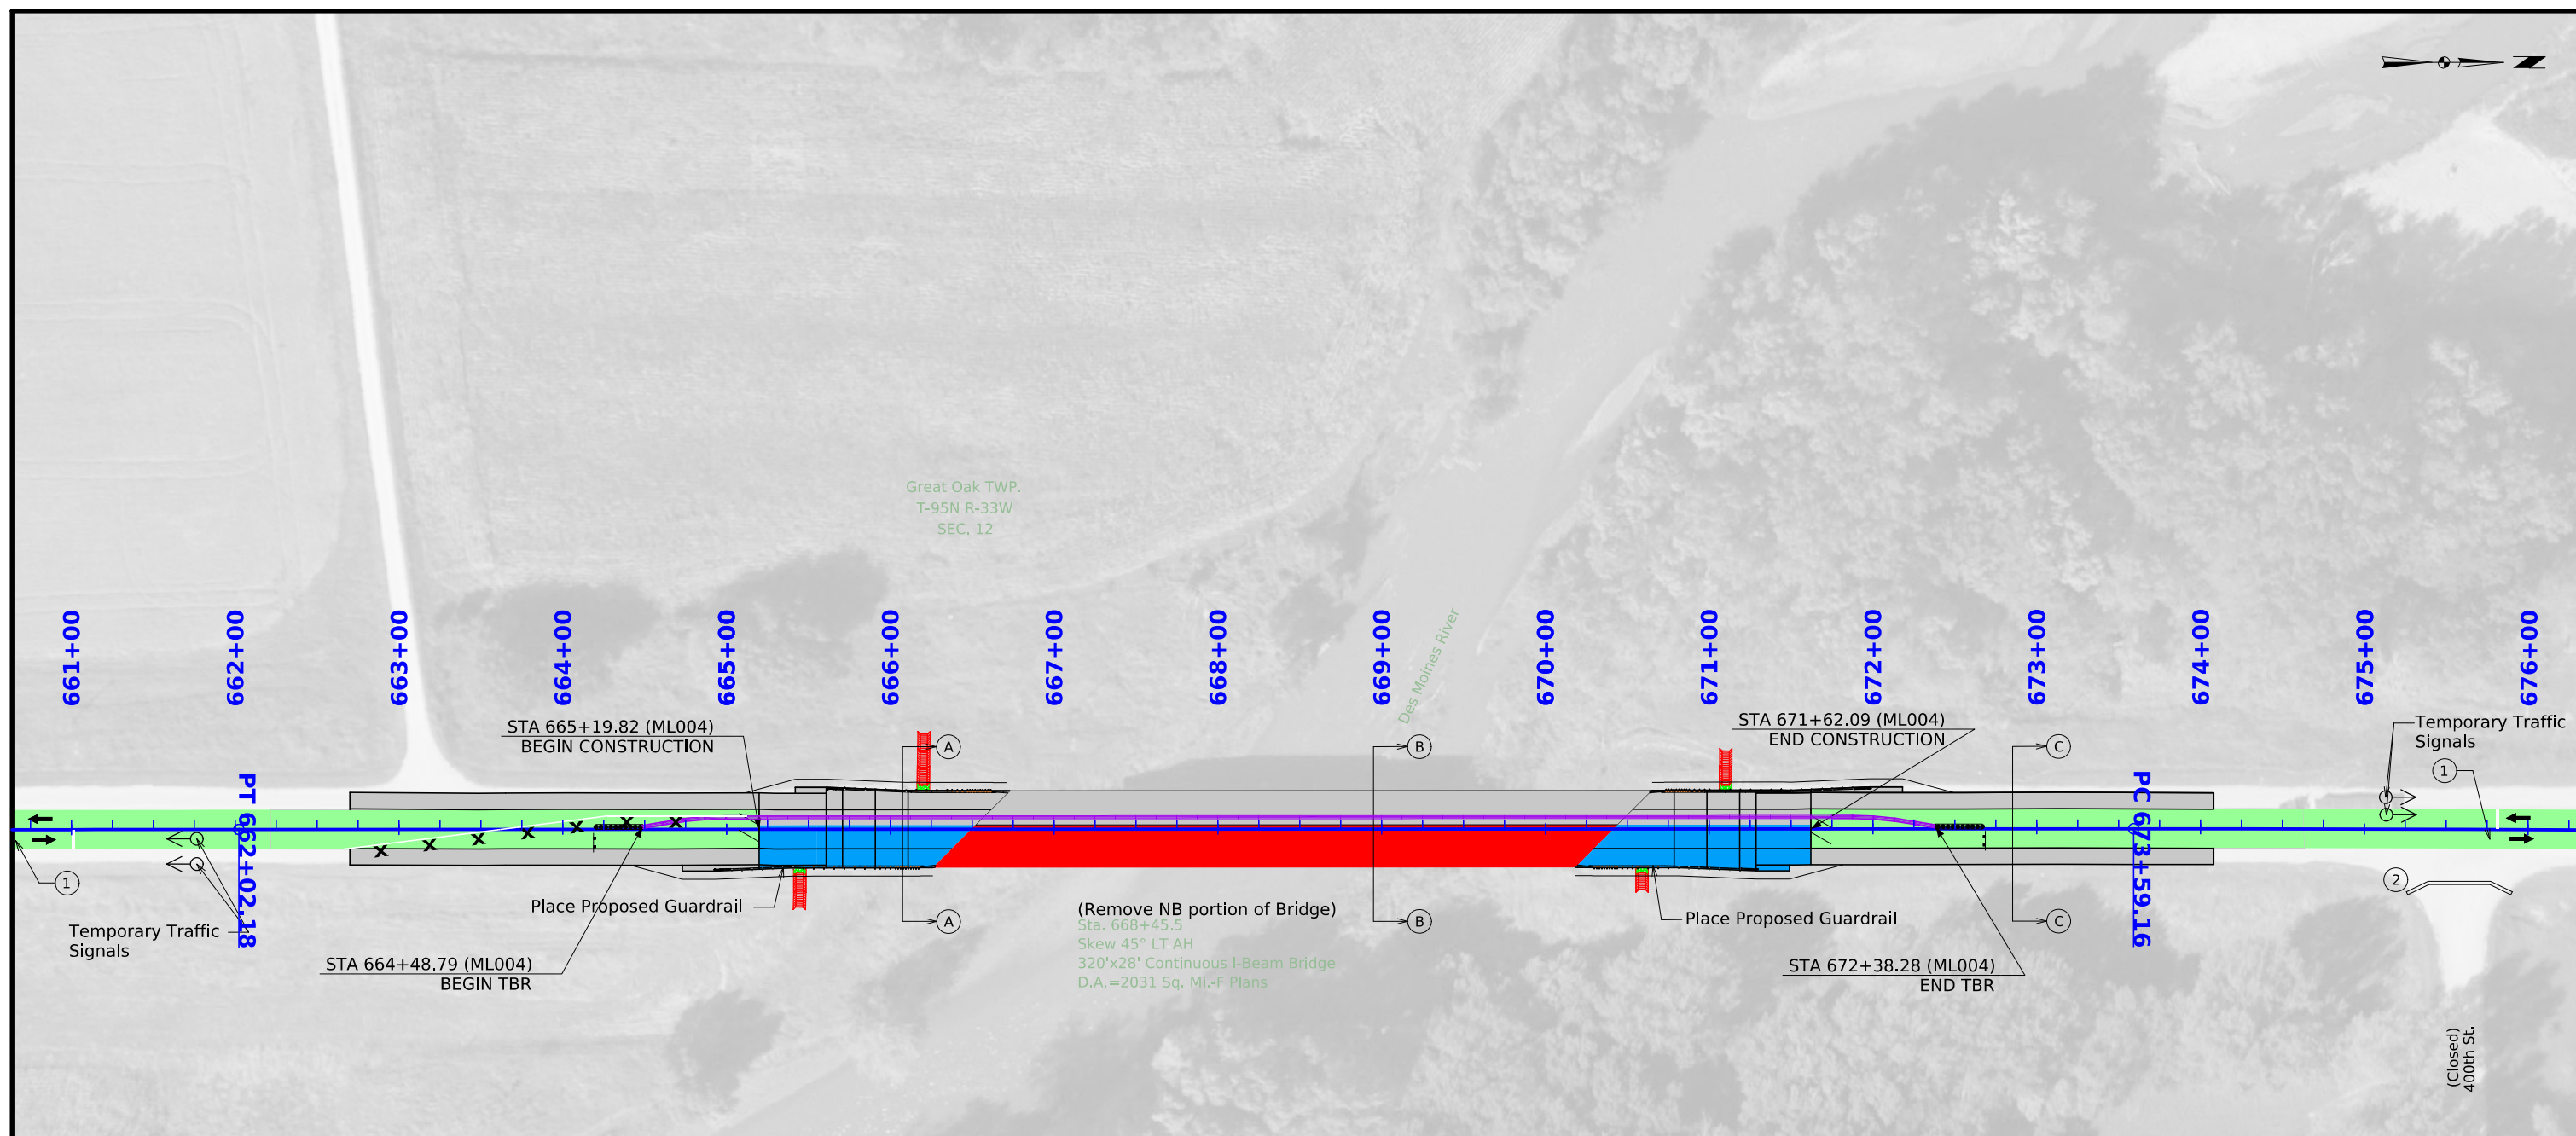 N
Great Oak TWP.
T-95N R-33W
SEC. 12
Des Moines River
661+00
662+00
663+00
664+00
665+00
666+00
667+00
668+00
669+00
670+00
671+00
672+00
673+00
674+00
675+00
676+00
STA 665+19.82 (ML004)
BEGIN CONSTRUCTION
STA 671+62.09 (ML004)
END CONSTRUCTION
Temporary Traffic
Signals
1
A
B
C
PT 662+02.18
PC 673+59.16
1
2
Place Proposed Guardrail
A
B
C
(Remove NB portion of Bridge)
Sta. 668+45.5
Skew 45° LT AH
320'x28' Continuous I-Beam Bridge
D.A.=2031 Sq. Mi.-F Plans
Place Proposed Guardrail
Temporary Traffic
Signals
STA 664+48.79 (ML004)
BEGIN TBR
STA 672+38.28 (ML004)
END TBR
(Closed)
400th St.